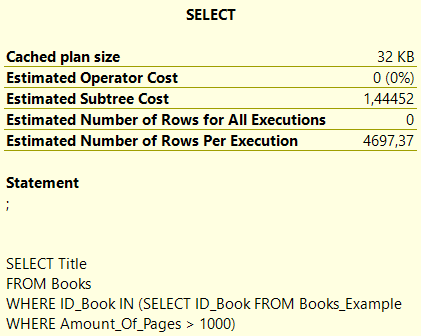 SELECT
Cached plan size 32 KB
Estimated Operator Cost 0 (0%)
Estimated Subtree Cost 1,44452
Estimated Number of Rows for All Executions 0
Estimated Number of Rows Per Execution 4697,37
Statement
;
SELECT Title
FROM Books
WHERE ID_Book IN (SELECT ID_Book FROM Books_Example
WHERE Amount_Of_Pages > 1000)